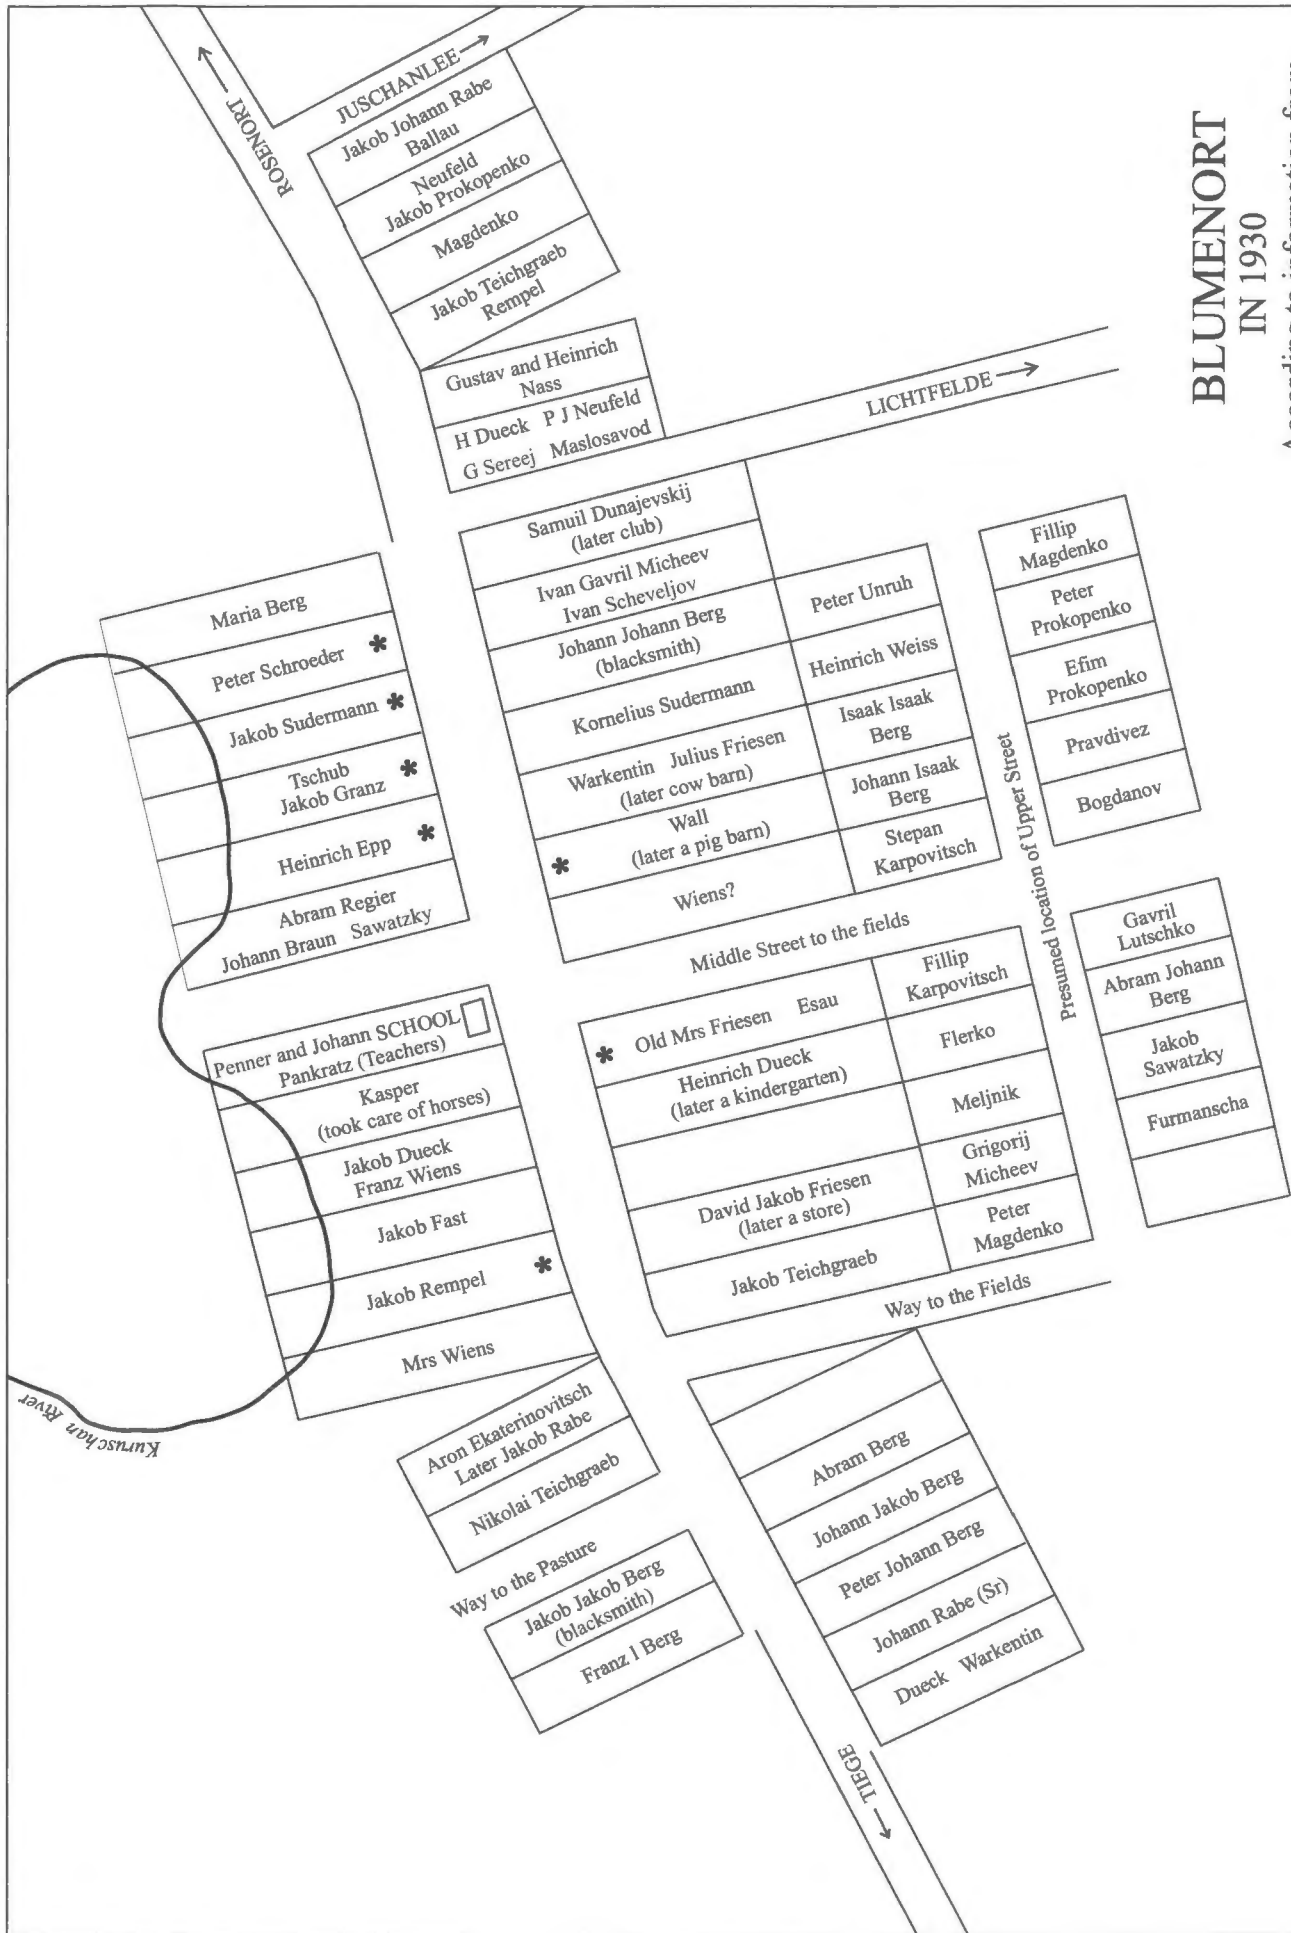 ROSENORT
JUSCHANLEE
Jakob Johann Rabe
Ballau
Neufeld
Jakob Prokopenko
Magdenko
Jakob Teichgraeb
Rempel
Gustav and Heinrich
Nass
H Dueck P J Neufeld
G Sereej Maslosavod
LICHTFELDE
BLUMENORT
IN 1930
According to information from
Maria Berg
Peter Schroeder *
Jakob Sudermann *
Tschub
Jakob Granz *
Heinrich Epp *
Abram Regier
Johann Braun Sawatzky
Samuil Dunajevskij
(later club)
Ivan Gavril Micheev
Ivan Scheveljov
Johann Johann Berg
(blacksmith)
Kornelius Sudermann
Warkentin Julius Friesen
(later cow barn)
* Wall
(later a pig barn)
Wiens?
Peter Unruh
Heinrich Weiss
Isaak Isaak
Berg
Johann Isaak
Berg
Stepan
Karpovitsch
Fillip
Magdenko
Peter
Prokopenko
Efim
Prokopenko
Pravdivez
Bogdanov
Presumed location of Upper Street
Middle Street to the fields
Penner and Johann SCHOOL
Pankratz (Teachers)
Kasper
(took care of horses)
Jakob Dueck
Franz Wiens
Jakob Fast
Jakob Rempel *
Mrs Wiens
* Old Mrs Friesen Esau
Heinrich Dueck
(later a kindergarten)
David Jakob Friesen
(later a store)
Jakob Teichgraeb
Fillip
Karpovitsch
Flerko
Meljnik
Grigorij
Micheev
Peter
Magdenko
Gavril
Lutschko
Abram Johann
Berg
Jakob
Sawatzky
Furmanscha
Way to the Fields
Kuruschan River
Aron Ekaterinovitsch
Later Jakob Rabe
Nikolai Teichgraeb
Way to the Pasture
Jakob Jakob Berg
(blacksmith)
Franz I Berg
Abram Berg
Johann Jakob Berg
Peter Johann Berg
Johann Rabe (Sr)
Dueck Warkentin
TIEGE